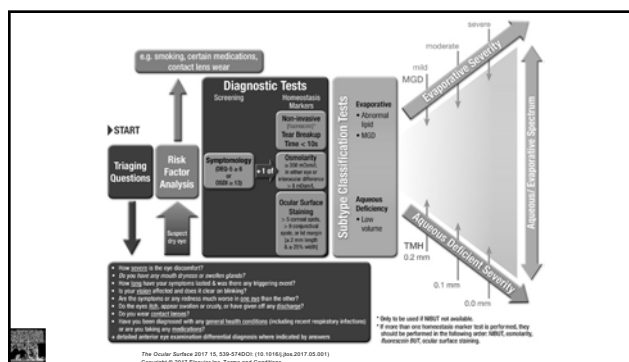 e.g. smoking, certain medications,
contact lens wear
▶START
Triaging
Questions
Risk
Factor
Analysis
Suspect
dry eye
Diagnostic Tests
Screening
Homeostasis
Markers
Symptomology
(DEQ-5 ≥ 6
or
OSDI ≥ 13)
+ 1 of
Non-invasive
Tear Breakup
Time < 10s
Osmolarity
≥ 308 mOsm/L
in either eye or
interocular difference
> 8 mOsm/L
Ocular Surface
Staining
> 5 corneal spots,
> 9 conjunctival
spots, or lid margin
[≥ 2 mm length
& ≥ 25% width]
Subtype Classification Tests
Evaporative
• Abnormal
lipid
• MGD
Aqueous
Deficiency
• Low
volume
severe
moderate
mild
MGD
Evaporative Severity
Aqueous/ Evaporative Spectrum
Aqueous Deficient Severity
TMH
0.2 mm
0.1 mm
0.0 mm
• How severe is the eye discomfort?
• Do you have any mouth dryness or swollen glands?
• How long have your symptoms lasted & was there any triggering event?
• Is your vision affected and does it clear on blinking?
• Are the symptoms or any redness much worse in one eye than the other?
• Do the eyes itch, appear swollen or crusty, or have given off any discharge?
• Do you wear contact lenses?
• Have you been diagnosed with any general health conditions (including recent respiratory infections)
or are you taking any medications?
+ detailed anterior eye examination differential diagnosis where indicated by answers
* Only to be used if NIBUT not available.
* If more than one homeostasis marker test is performed, they
should be performed in the following order: NIBUT, osmolarity,
fluorescein BUT, ocular surface staining.
The Ocular Surface 2017 15, 539-574DOI: (10.1016/j.jtos.2017.05.001)
Copyright © 2017 Elsevier Inc. Terms and Conditions